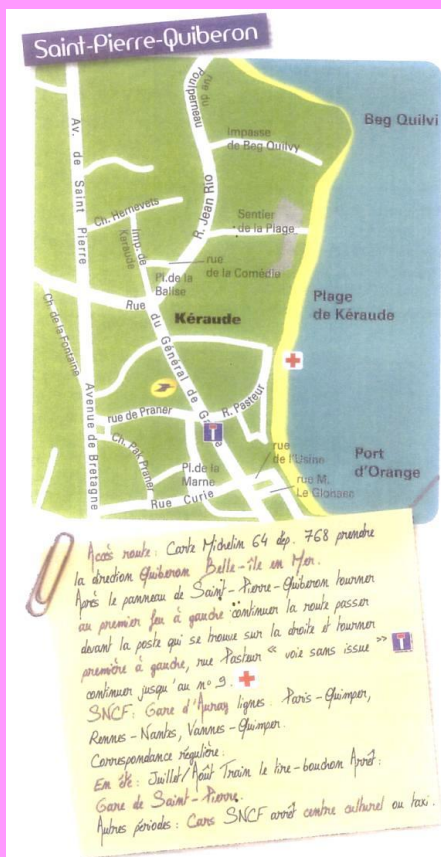 Saint-Pierre-Quiberon
Beg Quilvi
rue du
Poulperneau
Impasse
de Beg Quilvy
Av. de Saint Pierre
Ch. Hernevets
Imp. de
Keraude
R. Jean Rio
Sentier
de la Plage
rue
de la Comédie
Pl.de la
Balise
Plage
de Kéraude
Rue du Général de
Kéraude
Ch. de la Fontaine
Avenue de Bretagne
rue de Praner
R. Pasteur
Ch. Park Praner
Pl.de la
Marne
Rue Curie
rue
de l'Usine
rue M.
Le Gloahec
Port
d'Orange
Accès route : Carte Michelin 64 dép. 768 prendre
la direction Quiberon Belle-île en Mer.
Après le panneau de Saint-Pierre-Quiberon tourner
au premier feu à gauche continuer la route passer
devant la poste qui se trouve sur la droite et tourner
première à gauche, rue Pasteur « voie sans issue »
continuer jusqu'au n° 9.
SNCF : Gare d'Auray lignes Paris-Quimper,
Rennes-Nantes, Vannes-Quimper.
Correspondance régulière.
En été : Juillet/Août Train le tire-bouchon Arrêt :
Gare de Saint-Pierre.
Autres périodes : Cars SNCF arrêt centre culturel ou taxi.